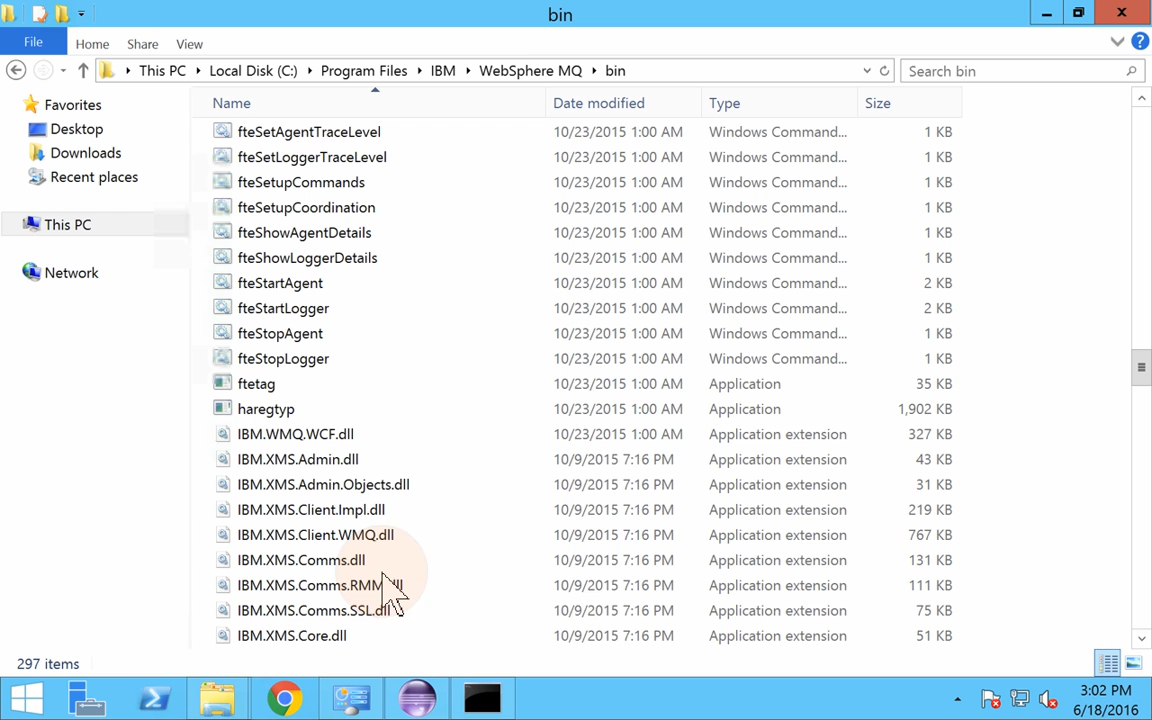 bin
File Home Share View
This PC Local Disk (C:) Program Files IBM WebSphere MQ bin Search bin
Favorites
Desktop
Downloads
Recent places
This PC
Network
Name Date modified Type Size
fteSetAgentTraceLevel 10/23/2015 1:00 AM Windows Command... 1 KB
fteSetLoggerTraceLevel 10/23/2015 1:00 AM Windows Command... 1 KB
fteSetupCommands 10/23/2015 1:00 AM Windows Command... 1 KB
fteSetupCoordination 10/23/2015 1:00 AM Windows Command... 1 KB
fteShowAgentDetails 10/23/2015 1:00 AM Windows Command... 1 KB
fteShowLoggerDetails 10/23/2015 1:00 AM Windows Command... 1 KB
fteStartAgent 10/23/2015 1:00 AM Windows Command... 2 KB
fteStartLogger 10/23/2015 1:00 AM Windows Command... 2 KB
fteStopAgent 10/23/2015 1:00 AM Windows Command... 1 KB
fteStopLogger 10/23/2015 1:00 AM Windows Command... 1 KB
ftetag 10/23/2015 1:00 AM Application 35 KB
haregtyp 10/23/2015 1:00 AM Application 1,902 KB
IBM.WMQ.WCF.dll 10/23/2015 1:00 AM Application extension 327 KB
IBM.XMS.Admin.dll 10/9/2015 7:16 PM Application extension 43 KB
IBM.XMS.Admin.Objects.dll 10/9/2015 7:16 PM Application extension 31 KB
IBM.XMS.Client.Impl.dll 10/9/2015 7:16 PM Application extension 219 KB
IBM.XMS.Client.WMQ.dll 10/9/2015 7:16 PM Application extension 767 KB
IBM.XMS.Comms.dll 10/9/2015 7:16 PM Application extension 131 KB
IBM.XMS.Comms.RMM.dll 10/9/2015 7:16 PM Application extension 111 KB
IBM.XMS.Comms.SSL.dll 10/9/2015 7:16 PM Application extension 75 KB
IBM.XMS.Core.dll 10/9/2015 7:16 PM Application extension 51 KB
297 items
3:02 PM
6/18/2016